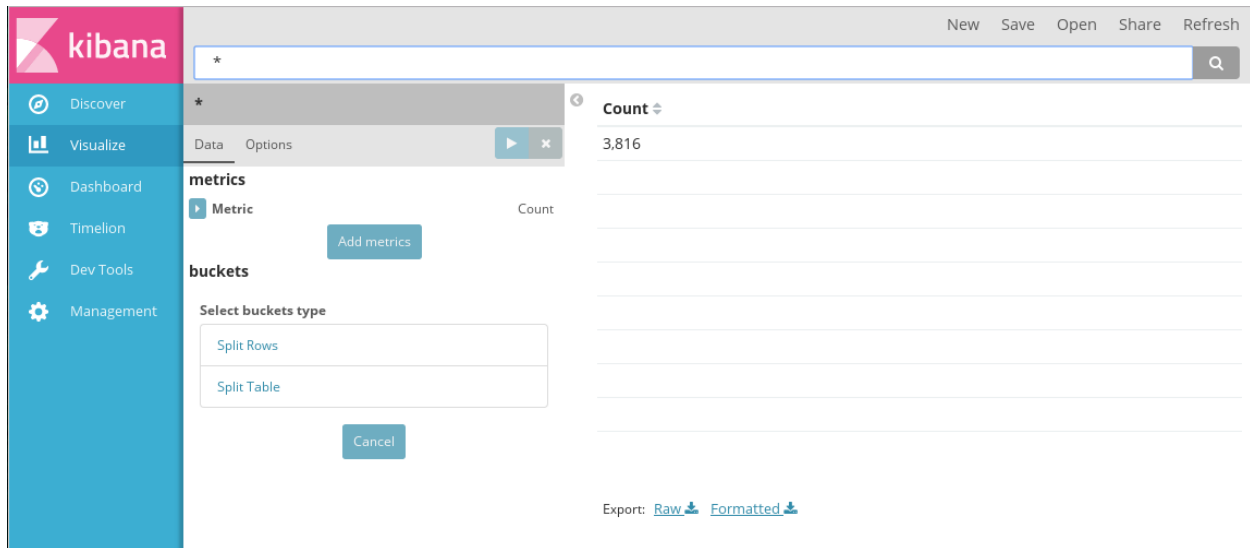 kibana
New Save Open Share Refresh
*
Discover
Visualize
Dashboard
Timelion
Dev Tools
Management
*
Data Options
metrics
Metric Count
Add metrics
buckets
Select buckets type
Split Rows
Split Table
Cancel
Count
3,816
Export: Raw Formatted